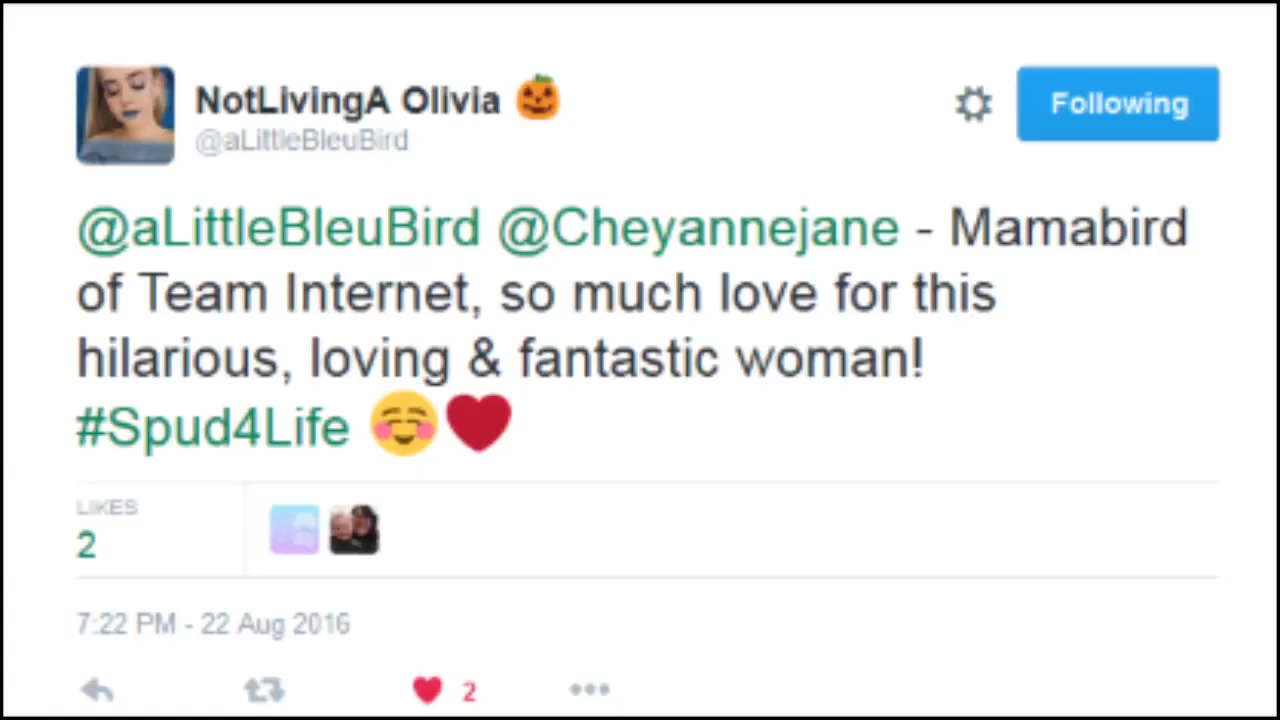 NotLivingA Olivia 🎃
@aLittleBleuBird
Following
@aLittleBleuBird @Cheyannejane - Mamabird
of Team Internet, so much love for this
hilarious, loving & fantastic woman!
#Spud4Life ☺️❤️
LIKES
2
7:22 PM - 22 Aug 2016
2